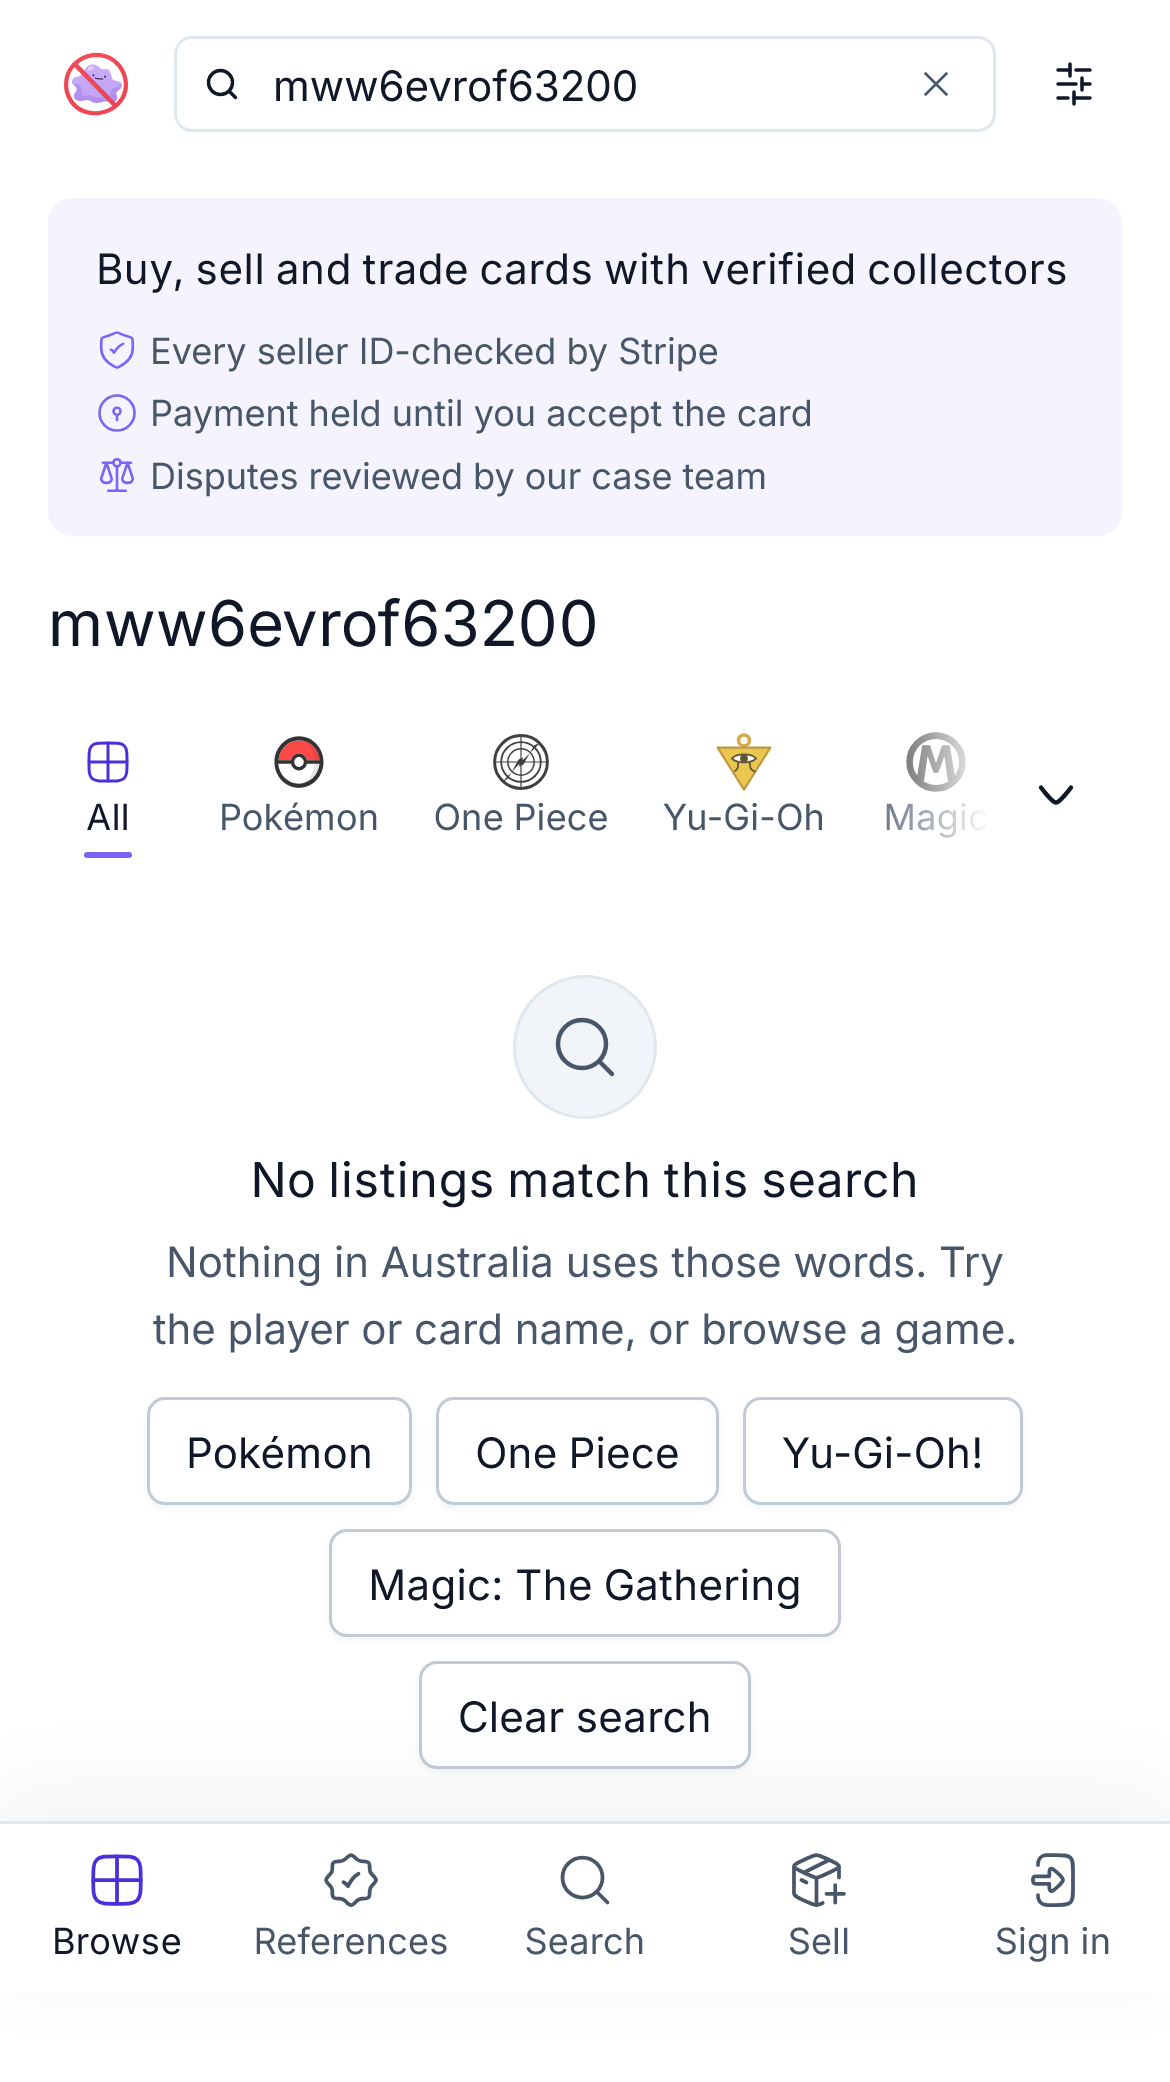 mww6evrof63200
Buy, sell and trade cards with verified collectors
Every seller ID-checked by Stripe
Payment held until you accept the card
Disputes reviewed by our case team
mww6evrof63200
All
Pokémon
One Piece
Yu-Gi-Oh
Magic
No listings match this search
Nothing in Australia uses those words. Try
the player or card name, or browse a game.
Pokémon
One Piece
Yu-Gi-Oh!
Magic: The Gathering
Clear search
Browse
References
Search
Sell
Sign in